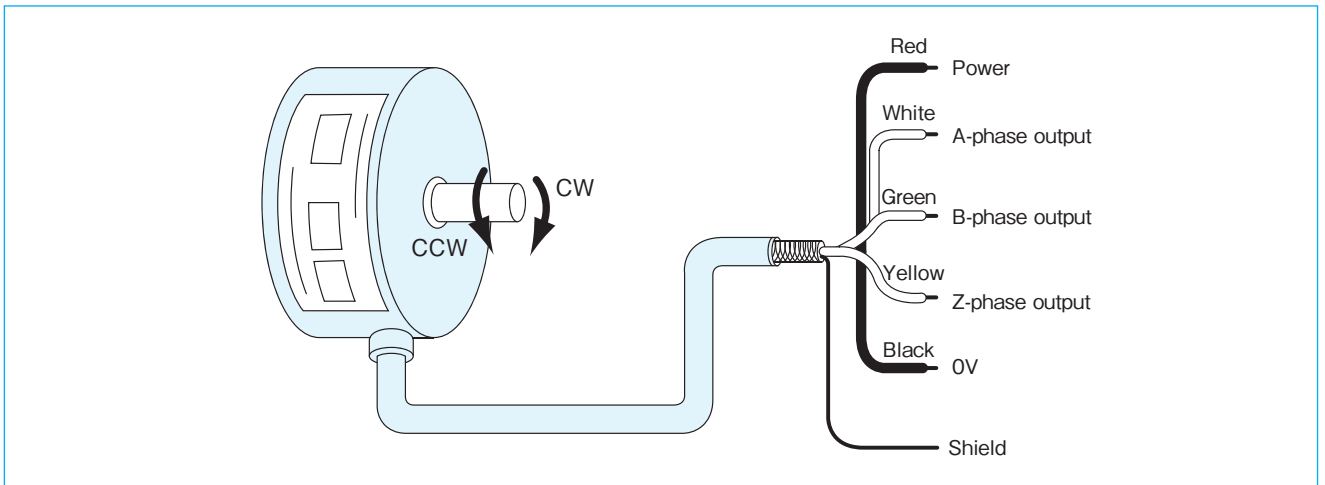 Red
Power
White
A-phase output
CW
Green
B-phase output
CCW
Yellow
Z-phase output
Black
0V
Shield